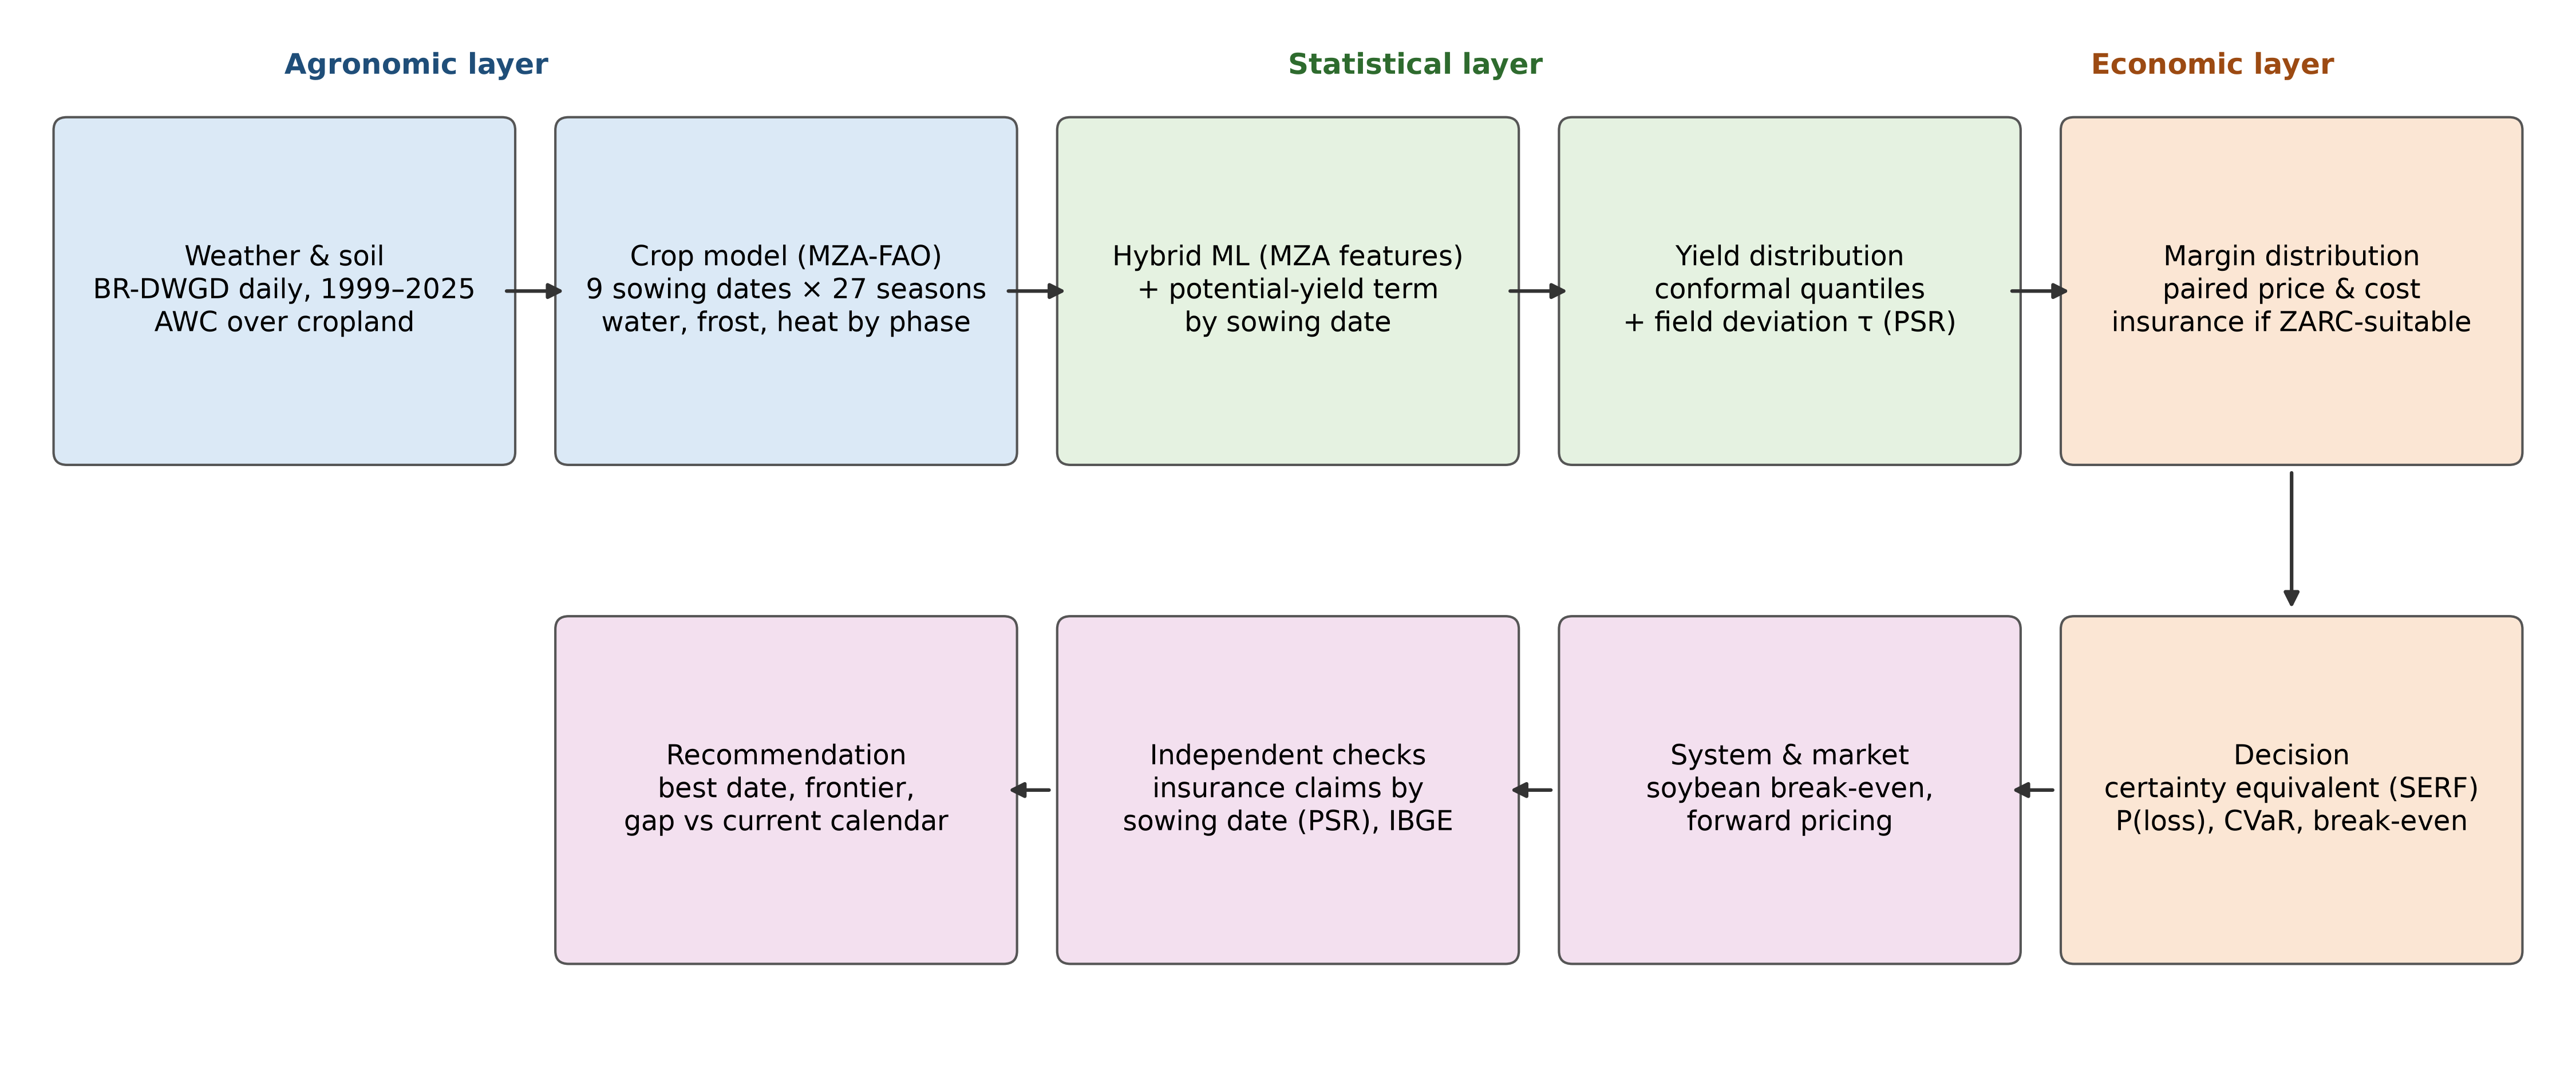 Agronomic layer
Statistical layer
Economic layer
Weather & soil
BR-DWGD daily, 1999–2025
AWC over cropland
Crop model (MZA-FAO)
9 sowing dates × 27 seasons
water, frost, heat by phase
Hybrid ML (MZA features)
+ potential-yield term
by sowing date
Yield distribution
conformal quantiles
+ field deviation τ (PSR)
Margin distribution
paired price & cost
insurance if ZARC-suitable
Recommendation
best date, frontier,
gap vs current calendar
Independent checks
insurance claims by
sowing date (PSR), IBGE
System & market
soybean break-even,
forward pricing
Decision
certainty equivalent (SERF)
P(loss), CVaR, break-even